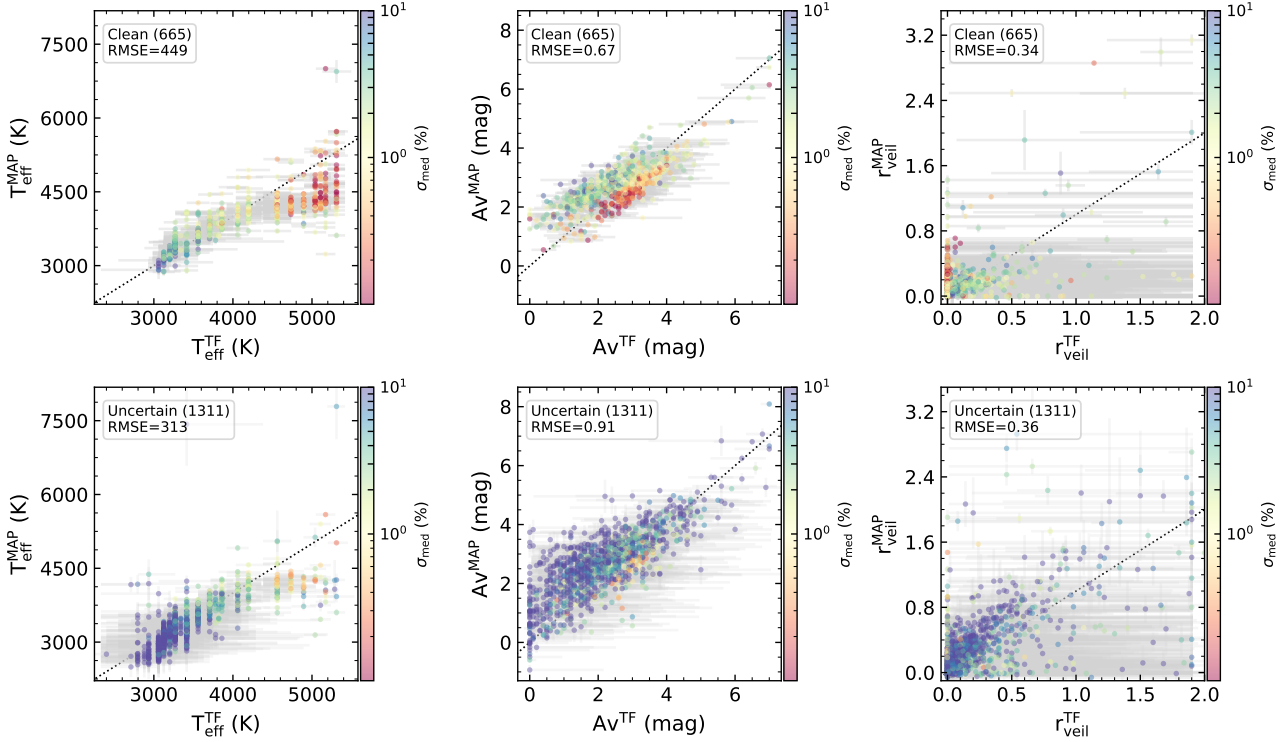 Clean (665)
RMSE=449
7500
6000
4500
3000
3000 4000 5000
T_eff^MAP (K)
T_eff^TF (K)
10^1
10^0
σ_med (%)
Clean (665)
RMSE=0.67
8
6
4
2
0
0 2 4 6
Av^MAP (mag)
Av^TF (mag)
10^1
10^0
σ_med (%)
Clean (665)
RMSE=0.34
3.2
2.4
1.6
0.8
0.0
0.0 0.5 1.0 1.5 2.0
r_veil^MAP
r_veil^TF
10^1
10^0
σ_med (%)
Uncertain (1311)
RMSE=313
7500
6000
4500
3000
3000 4000 5000
T_eff^MAP (K)
T_eff^TF (K)
10^1
10^0
σ_med (%)
Uncertain (1311)
RMSE=0.91
8
6
4
2
0
0 2 4 6
Av^MAP (mag)
Av^TF (mag)
10^1
10^0
σ_med (%)
Uncertain (1311)
RMSE=0.36
3.2
2.4
1.6
0.8
0.0
0.0 0.5 1.0 1.5 2.0
r_veil^MAP
r_veil^TF
10^1
10^0
σ_med (%)